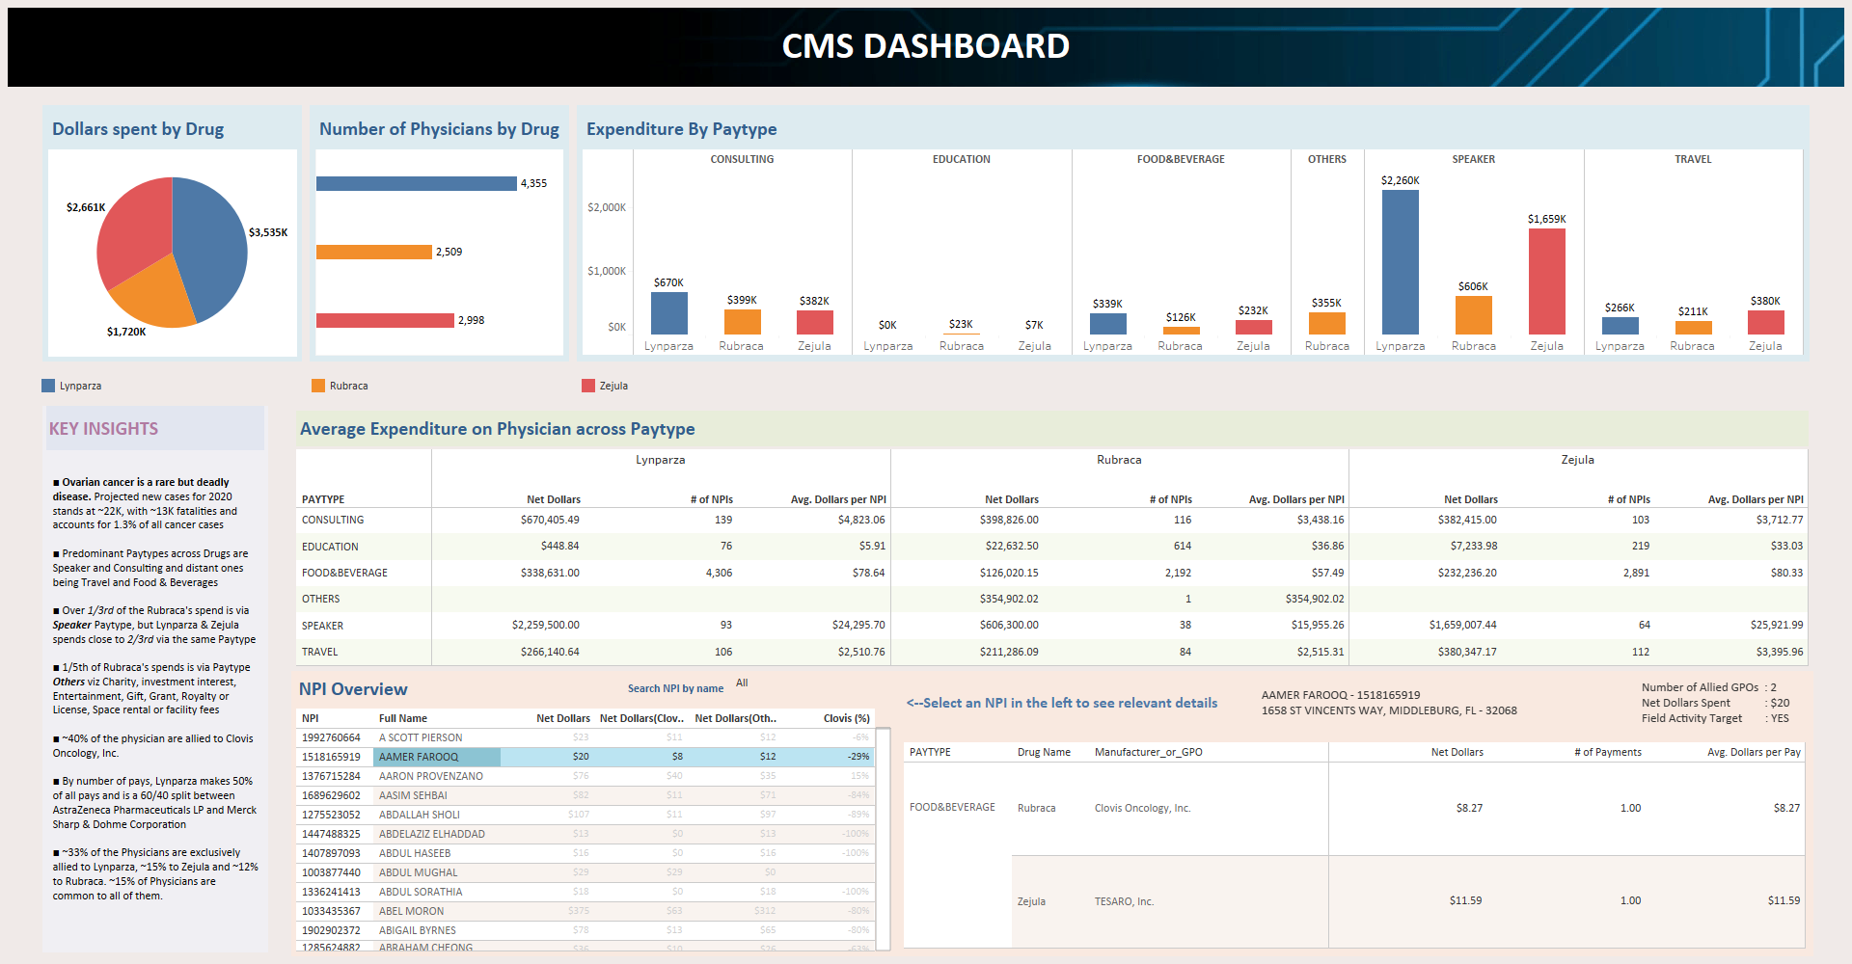 CMS DASHBOARD
Dollars spent by Drug
$2,661K
$3,535K
$1,720K
Number of Physicians by Drug
4,355
2,509
2,998
Expenditure By Paytype
CONSULTING EDUCATION FOOD&BEVERAGE OTHERS SPEAKER TRAVEL
$2,000K
$1,000K
$0K
$670K $399K $382K $0K $23K $7K $339K $126K $232K $355K $2,260K $606K $1,659K $266K $211K $380K
Lynparza Rubraca Zejula Lynparza Rubraca Zejula Lynparza Rubraca Zejula Rubraca Lynparza Rubraca Zejula Lynparza Rubraca Zejula
Lynparza Rubraca Zejula
KEY INSIGHTS
■ Ovarian cancer is a rare but deadly
disease. Projected new cases for 2020
stands at ~22K, with ~13K fatalities and
accounts for 1.3% of all cancer cases
■ Predominant Paytypes across Drugs are
Speaker and Consulting and distant ones
being Travel and Food & Beverages
■ Over 1/3rd of the Rubraca's spend is via
Speaker Paytype, but Lynparza & Zejula
spends close to 2/3rd via the same Paytype
■ 1/5th of Rubraca's spends is via Paytype
Others viz Charity, investment interest,
Entertainment, Gift, Grant, Royalty or
License, Space rental or facility fees
■ ~40% of the physician are allied to Clovis
Oncology, Inc.
■ By number of pays, Lynparza makes 50%
of all pays and is a 60/40 split between
AstraZeneca Pharmaceuticals LP and Merck
Sharp & Dohme Corporation
■ ~33% of the Physicians are exclusively
allied to Lynparza, ~15% to Zejula and ~12%
to Rubraca. ~15% of Physicians are
common to all of them.
Average Expenditure on Physician across Paytype
Lynparza Rubraca Zejula
PAYTYPE Net Dollars # of NPIs Avg. Dollars per NPI Net Dollars # of NPIs Avg. Dollars per NPI Net Dollars # of NPIs Avg. Dollars per NPI
CONSULTING $670,405.49 139 $4,823.06 $398,826.00 116 $3,438.16 $382,415.00 103 $3,712.77
EDUCATION $448.84 76 $5.91 $22,632.50 614 $36.86 $7,233.98 219 $33.03
FOOD&BEVERAGE $338,631.00 4,306 $78.64 $126,020.15 2,192 $57.49 $232,236.20 2,891 $80.33
OTHERS $354,902.02 1 $354,902.02
SPEAKER $2,259,500.00 93 $24,295.70 $606,300.00 38 $15,955.26 $1,659,007.44 64 $25,921.99
TRAVEL $266,140.64 106 $2,510.76 $211,286.09 84 $2,515.31 $380,347.17 112 $3,395.96
NPI Overview
Search NPI by name All
NPI Full Name Net Dollars Net Dollars(Clov.. Net Dollars(Oth.. Clovis (%)
1992760664 A SCOTT PIERSON $23 $11 $12 -6%
1518165919 AAMER FAROOQ $20 $8 $12 -29%
1376715284 AARON PROVENZANO $76 $40 $35 15%
1689629602 AASIM SEHBAI $82 $11 $71 -84%
1275523052 ABDALLAH SHOLI $107 $11 $97 -89%
1447488325 ABDELAZIZ ELHADDAD $13 $0 $13 -100%
1407897093 ABDUL HASEEB $16 $0 $16 -100%
1003877440 ABDUL MUGHAL $29 $29 $0
1336241413 ABDUL SORATHIA $18 $0 $18 -100%
1033435367 ABEL MORON $375 $63 $312 -80%
1902902372 ABIGAIL BYRNES $78 $13 $65 -80%
1285624882 ABRAHAM CHEONG $36 $10 $26 -63%
<--Select an NPI in the left to see relevant details
AAMER FAROOQ - 1518165919
1658 ST VINCENTS WAY, MIDDLEBURG, FL - 32068
Number of Allied GPOs : 2
Net Dollars Spent : $20
Field Activity Target : YES
PAYTYPE Drug Name Manufacturer_or_GPO Net Dollars # of Payments Avg. Dollars per Pay
FOOD&BEVERAGE Rubraca Clovis Oncology, Inc. $8.27 1.00 $8.27
Zejula TESARO, Inc. $11.59 1.00 $11.59